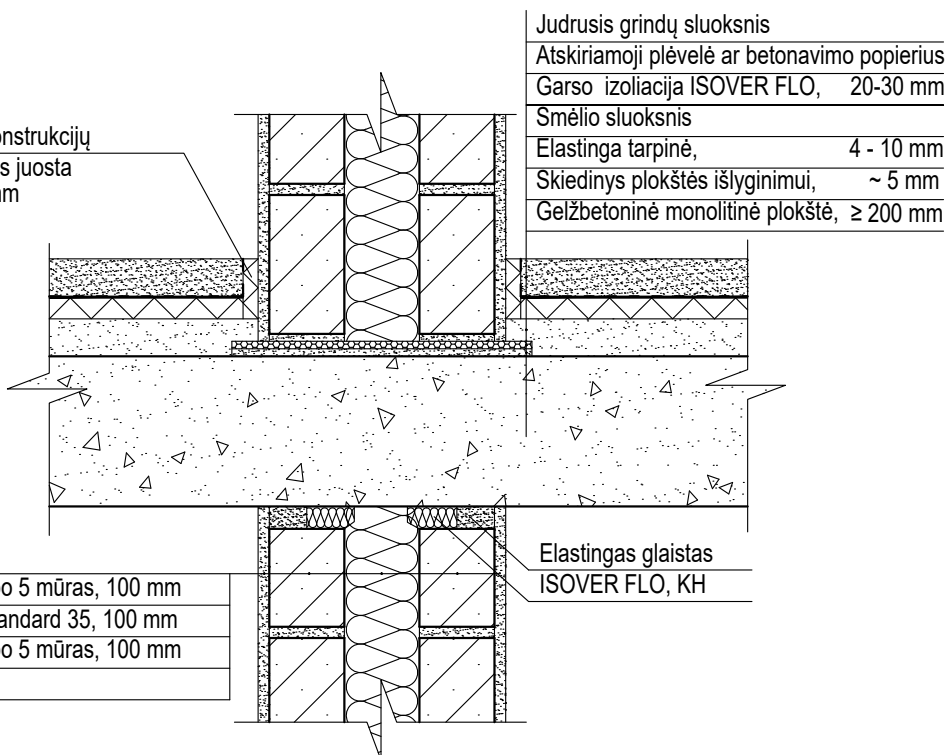 Judrusis grindų sluoksnis
Atskiriamoji plėvelė ar betonavimo popierius
Garso izoliacija ISOVER FLO, 20-30 mm
Smėlio sluoksnis
Elastinga tarpinė, 4 - 10 mm
Skiedinys plokštės išlyginimui, ~ 5 mm
Gelžbetoninė monolitinė plokštė, ≥ 200 mm
juosta
Elastingas glaistas
ISOVER FLO, KH
5 mūras, 100 mm
35, 100 mm
5 mūras, 100 mm